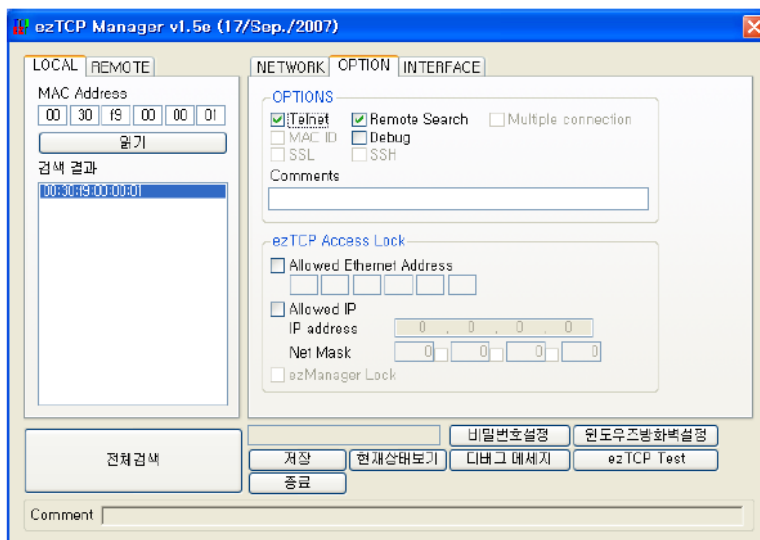 ezTCP Manager v1.5e (17/Sep./2007)
LOCAL REMOTE
MAC Address
00 30 f9 00 00 01
읽기
검색 결과
00:30:f9:00:00:01
NETWORK OPTION INTERFACE
OPTIONS
Telnet Remote Search Multiple connection
MAC ID Debug
SSL SSH
Comments
ezTCP Access Lock
Allowed Ethernet Address
Allowed IP
IP address 0 . 0 . 0 . 0
Net Mask 0 0 0 0
ezManager Lock
전체검색
비밀번호설정 윈도우즈방화벽설정
저장 현재상태보기 디버그 메세지 ezTCP Test
종료
Comment